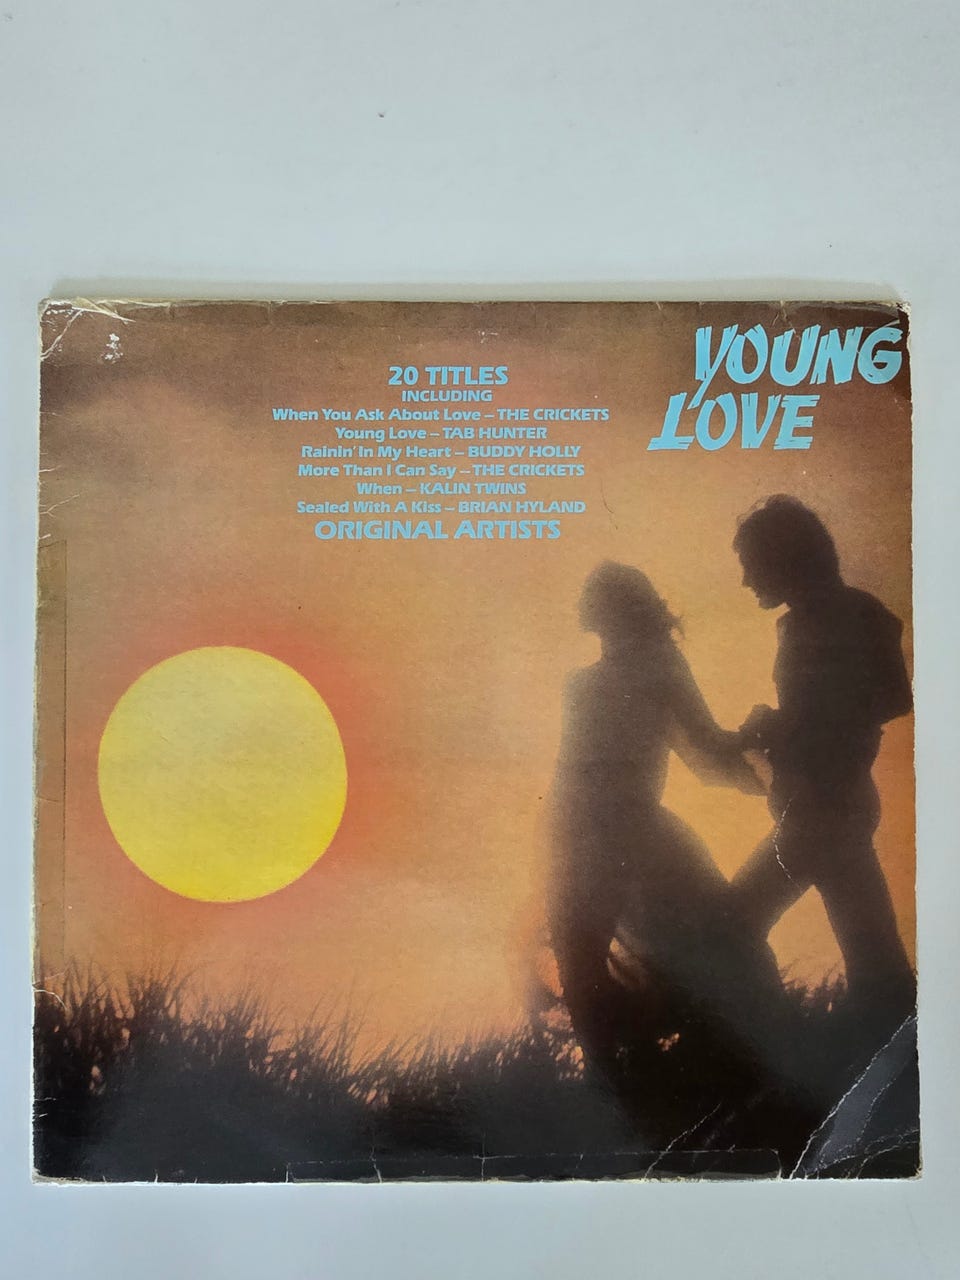 YOUNG
LOVE
20 TITLES
INCLUDING
When You Ask About Love – THE CRICKETS
Young Love – TAB HUNTER
Rainin' In My Heart – BUDDY HOLLY
More Than I Can Say – THE CRICKETS
When – KALIN TWINS
Sealed With A Kiss – BRIAN HYLAND
ORIGINAL ARTISTS